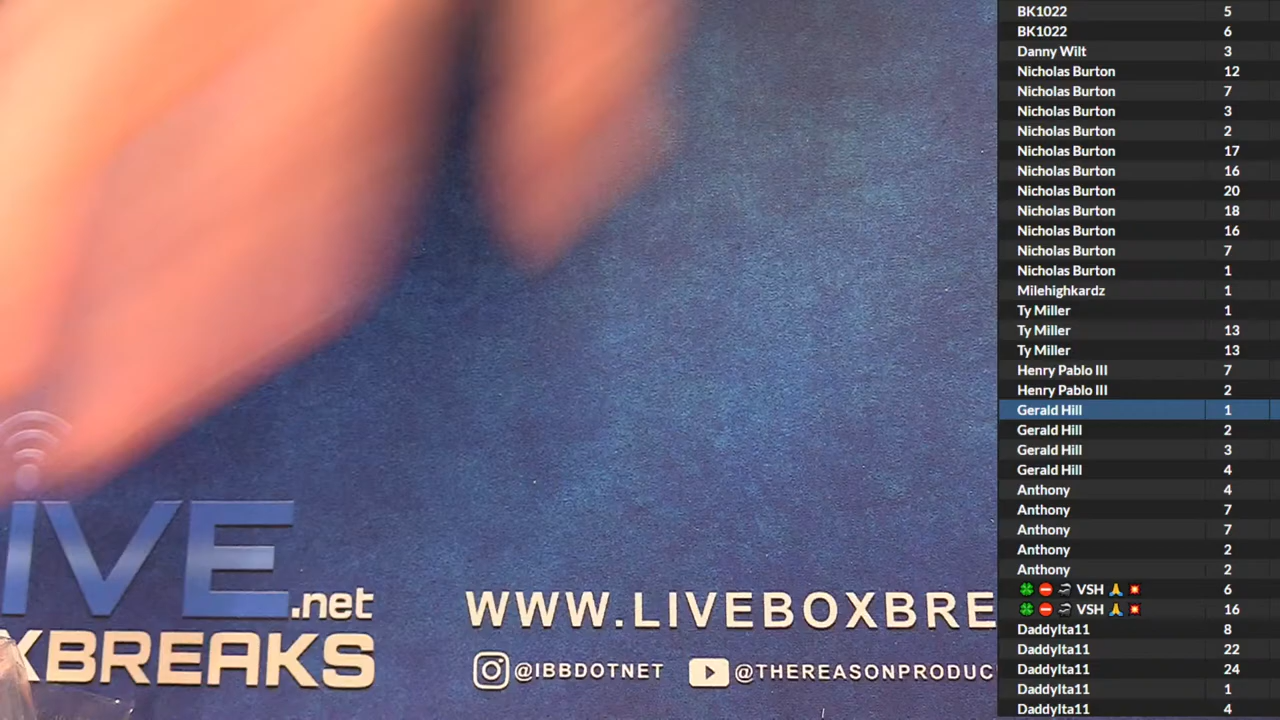 IVE
.net
XBREAKS
WWW.LIVEBOXBRE
@IBBDOTNET @THEREASONPRODUC
BK1022 5
BK1022 6
Danny Wilt 3
Nicholas Burton 12
Nicholas Burton 7
Nicholas Burton 3
Nicholas Burton 2
Nicholas Burton 17
Nicholas Burton 16
Nicholas Burton 20
Nicholas Burton 18
Nicholas Burton 16
Nicholas Burton 7
Nicholas Burton 1
Milehighkardz 1
Ty Miller 1
Ty Miller 13
Ty Miller 13
Henry Pablo III 7
Henry Pablo III 2
Gerald Hill 1
Gerald Hill 2
Gerald Hill 3
Gerald Hill 4
Anthony 4
Anthony 7
Anthony 7
Anthony 2
Anthony 2
VSH 6
VSH 16
DaddyIta11 8
DaddyIta11 22
DaddyIta11 24
DaddyIta11 1
DaddyIta11 4